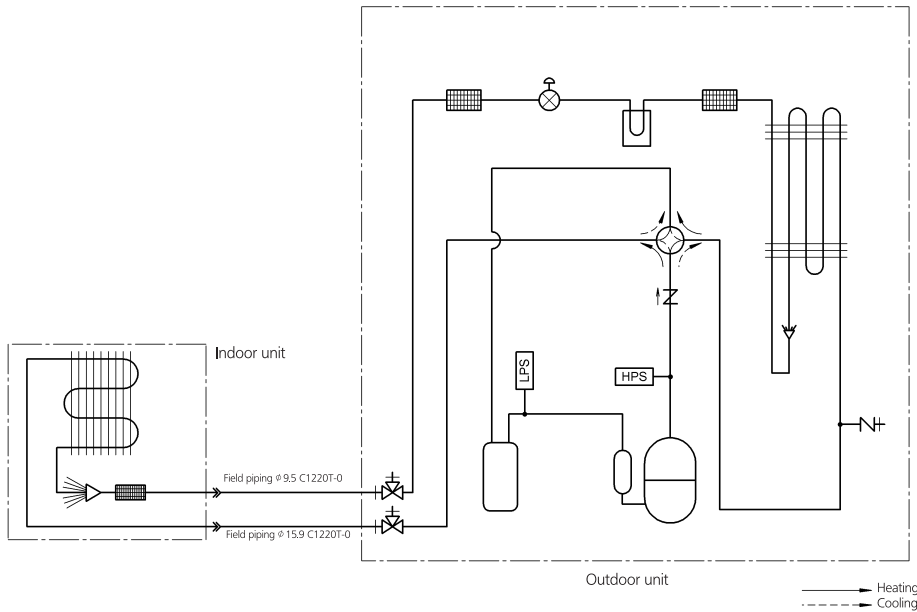 LPS
HPS
Indoor unit
Field piping ø 9.5 C1220T-0
Field piping ø 15.9 C1220T-0
Outdoor unit
Heating
Cooling